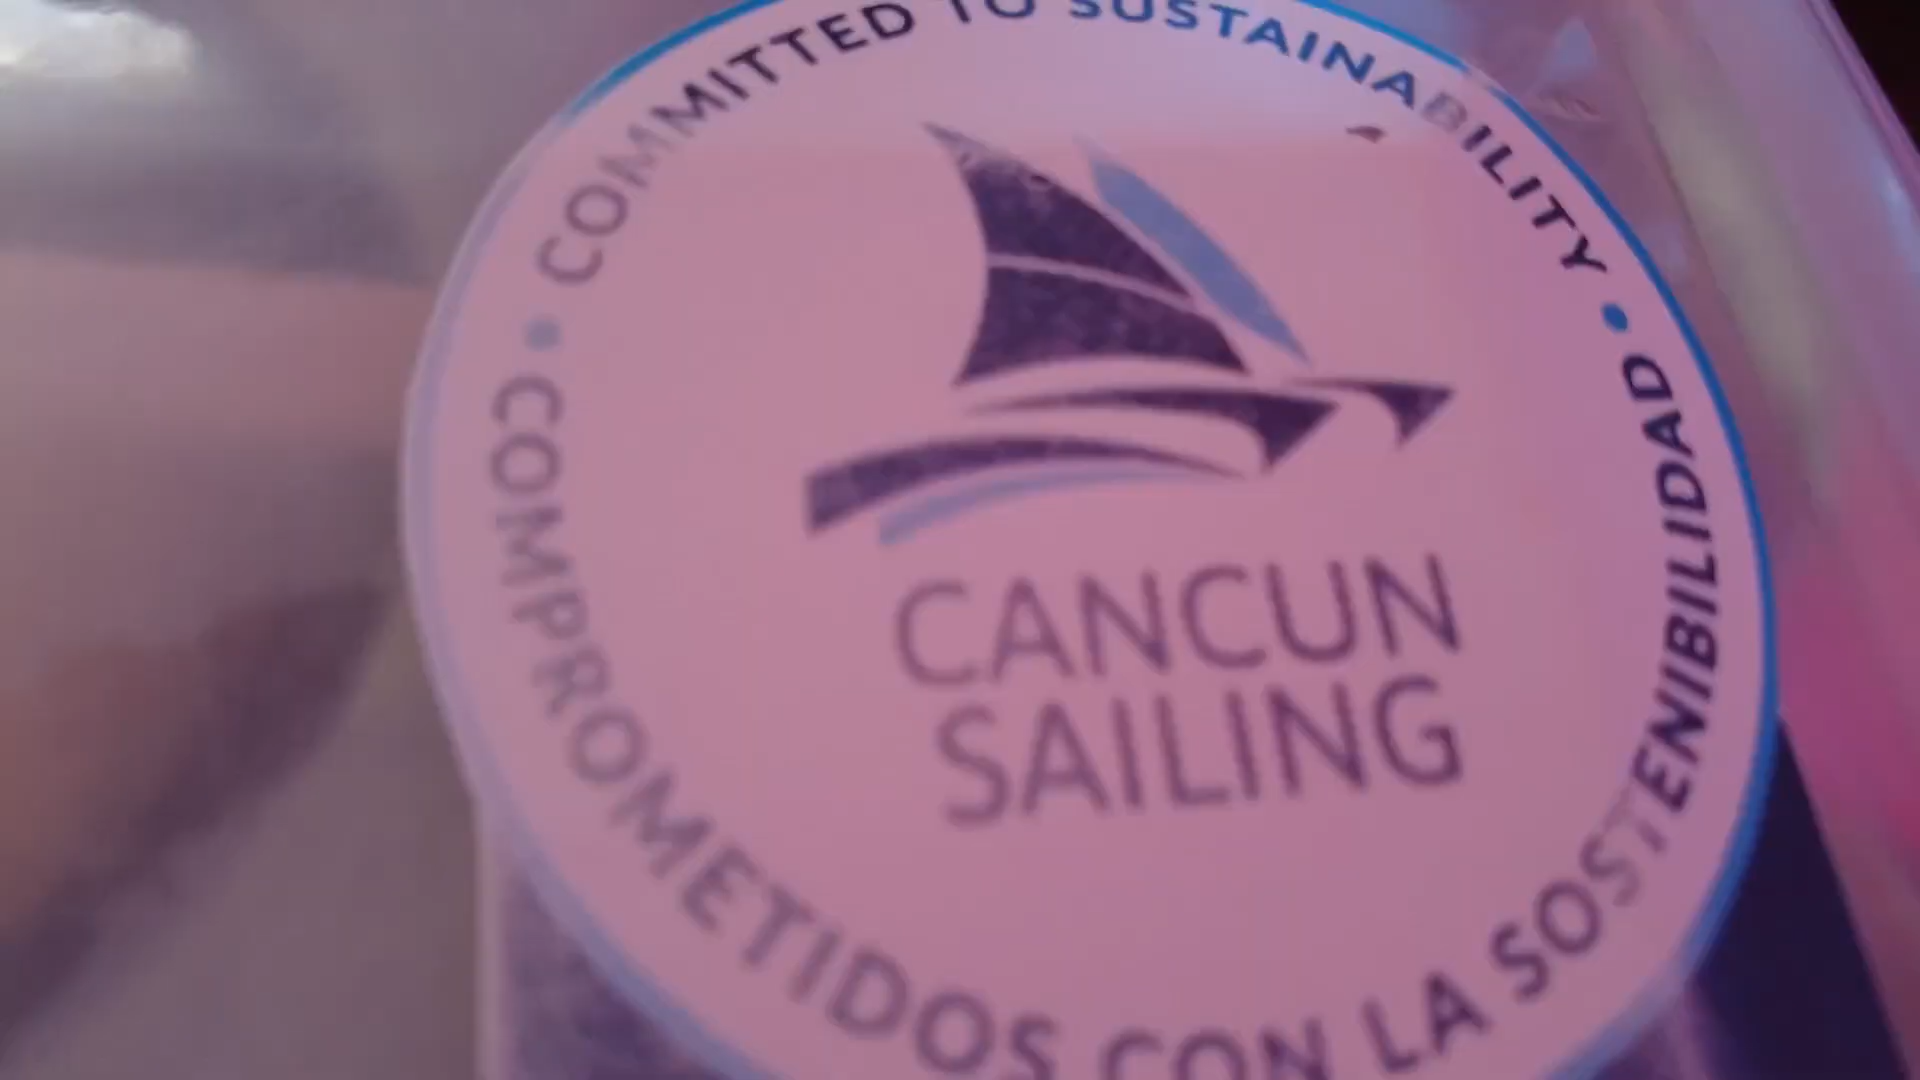 COMMITTED TO SUSTAINABILITY •
CANCUN
SAILING
COMPROMETIDOS CON LA SOSTENIBILIDAD •